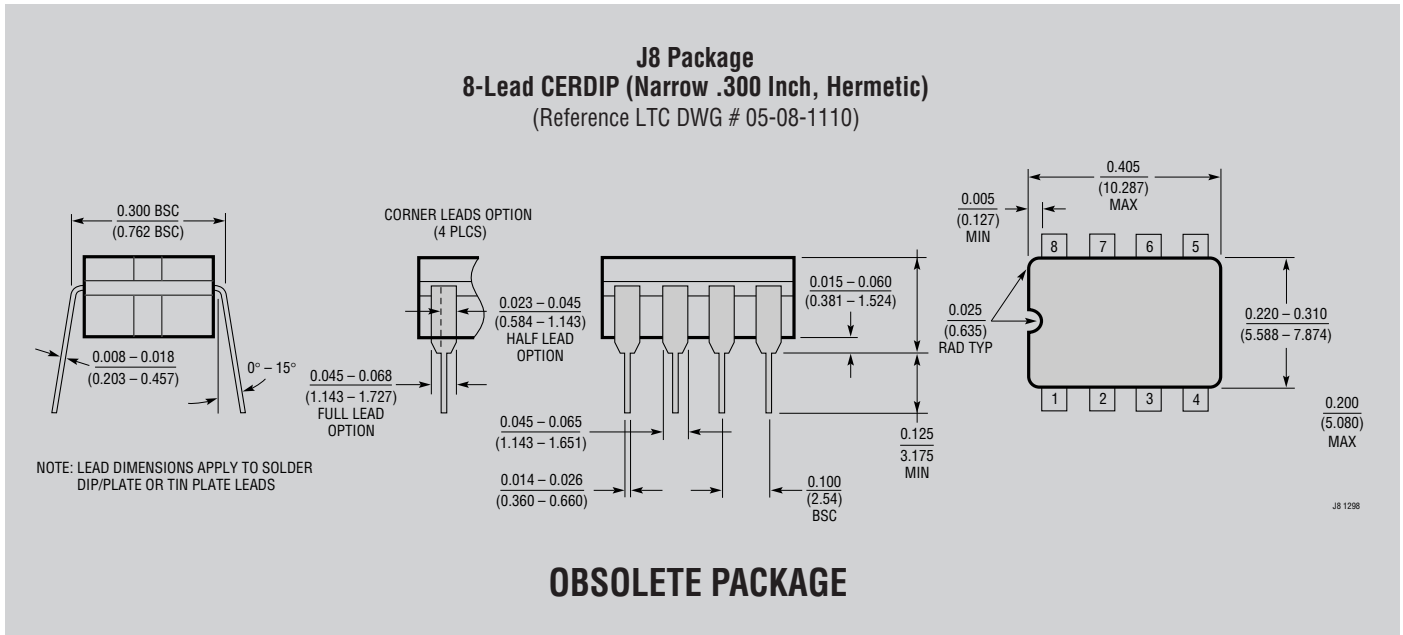 J8 Package
8-Lead CERDIP (Narrow .300 Inch, Hermetic)
(Reference LTC DWG # 05-08-1110)
0.300 BSC
(0.762 BSC)
0.008 – 0.018
(0.203 – 0.457)
0° – 15°
NOTE: LEAD DIMENSIONS APPLY TO SOLDER
DIP/PLATE OR TIN PLATE LEADS
CORNER LEADS OPTION
(4 PLCS)
0.023 – 0.045
(0.584 – 1.143)
HALF LEAD
OPTION
0.045 – 0.068
(1.143 – 1.727)
FULL LEAD
OPTION
0.015 – 0.060
(0.381 – 1.524)
0.045 – 0.065
(1.143 – 1.651)
0.014 – 0.026
(0.360 – 0.660)
0.100
(2.54)
BSC
0.125
3.175
MIN
0.405
(10.287)
MAX
0.005
(0.127)
MIN
8 7 6 5
0.025
(0.635)
RAD TYP
0.220 – 0.310
(5.588 – 7.874)
1 2 3 4
0.200
(5.080)
MAX
J8 1298
OBSOLETE PACKAGE